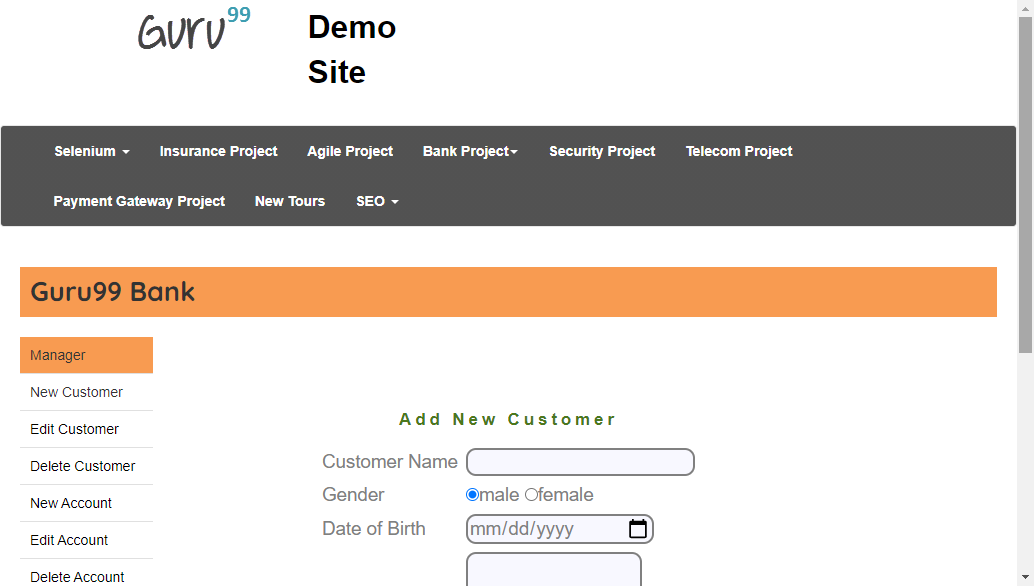 Guru99
Demo
Site
Selenium Insurance Project Agile Project Bank Project Security Project Telecom Project
Payment Gateway Project New Tours SEO
Guru99 Bank
Manager
New Customer
Edit Customer
Delete Customer
New Account
Edit Account
Delete Account
Add New Customer
Customer Name
Gender male female
Date of Birth mm/dd/yyyy